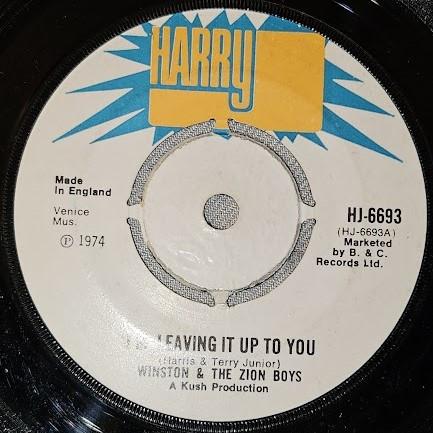 HARRY
Made
In England
Venice
Mus.
Ⓟ 1974
HJ-6693
(HJ-6693A)
Marketed
by B. & C.
Records Ltd.
LEAVING IT UP TO YOU
(Harris & Terry Junior)
WINSTON & THE ZION BOYS
A Kush Production